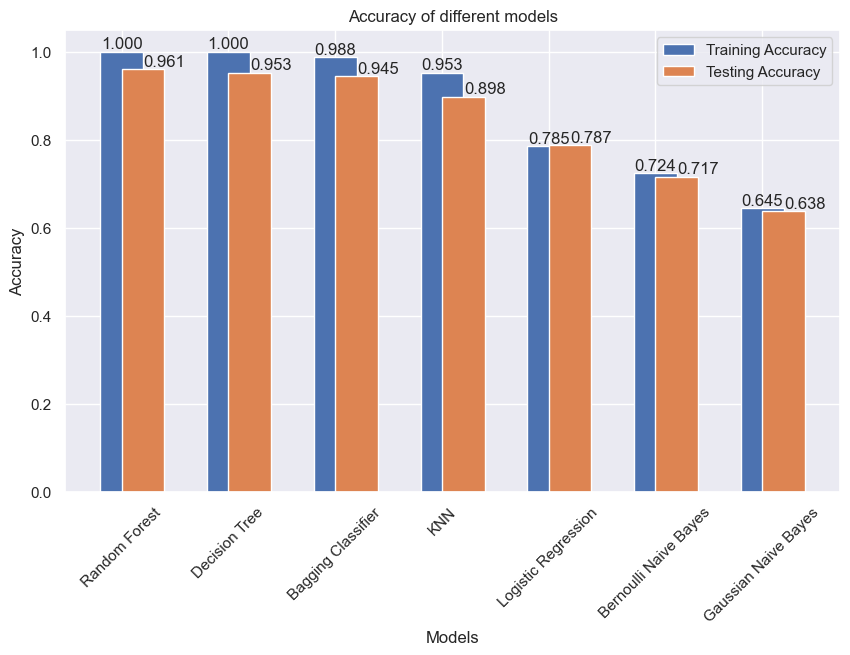 Accuracy of different models
Training Accuracy
Testing Accuracy
1.000
0.961
1.000
0.953
0.988
0.945
0.953
0.898
0.785
0.787
0.724
0.717
0.645
0.638
Accuracy
1.0
0.8
0.6
0.4
0.2
0.0
Random Forest
Decision Tree
Bagging Classifier
KNN
Logistic Regression
Bernoulli Naive Bayes
Gaussian Naive Bayes
Models